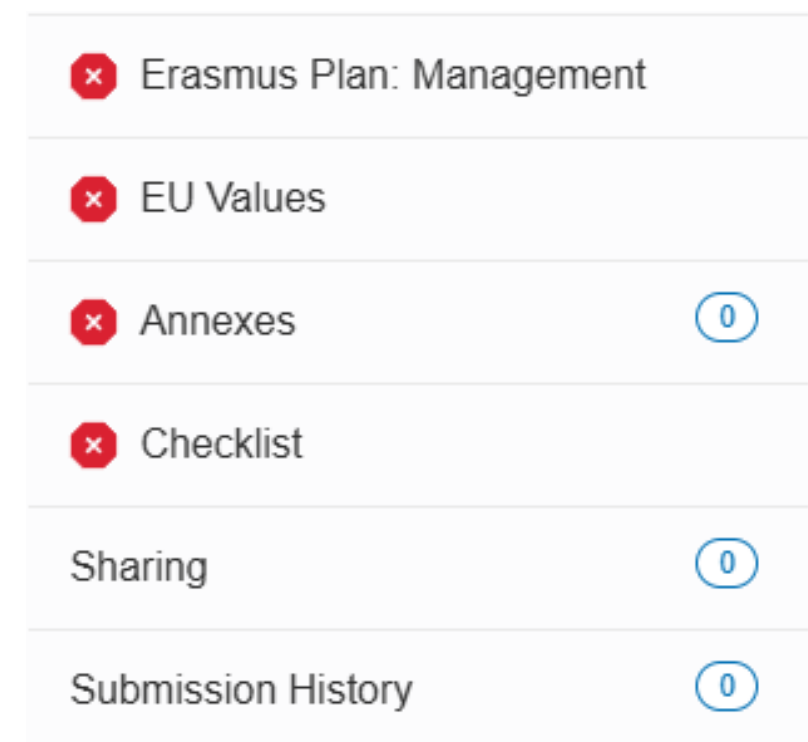 Erasmus Plan: Management
EU Values
Annexes 0
Checklist
Sharing 0
Submission History 0